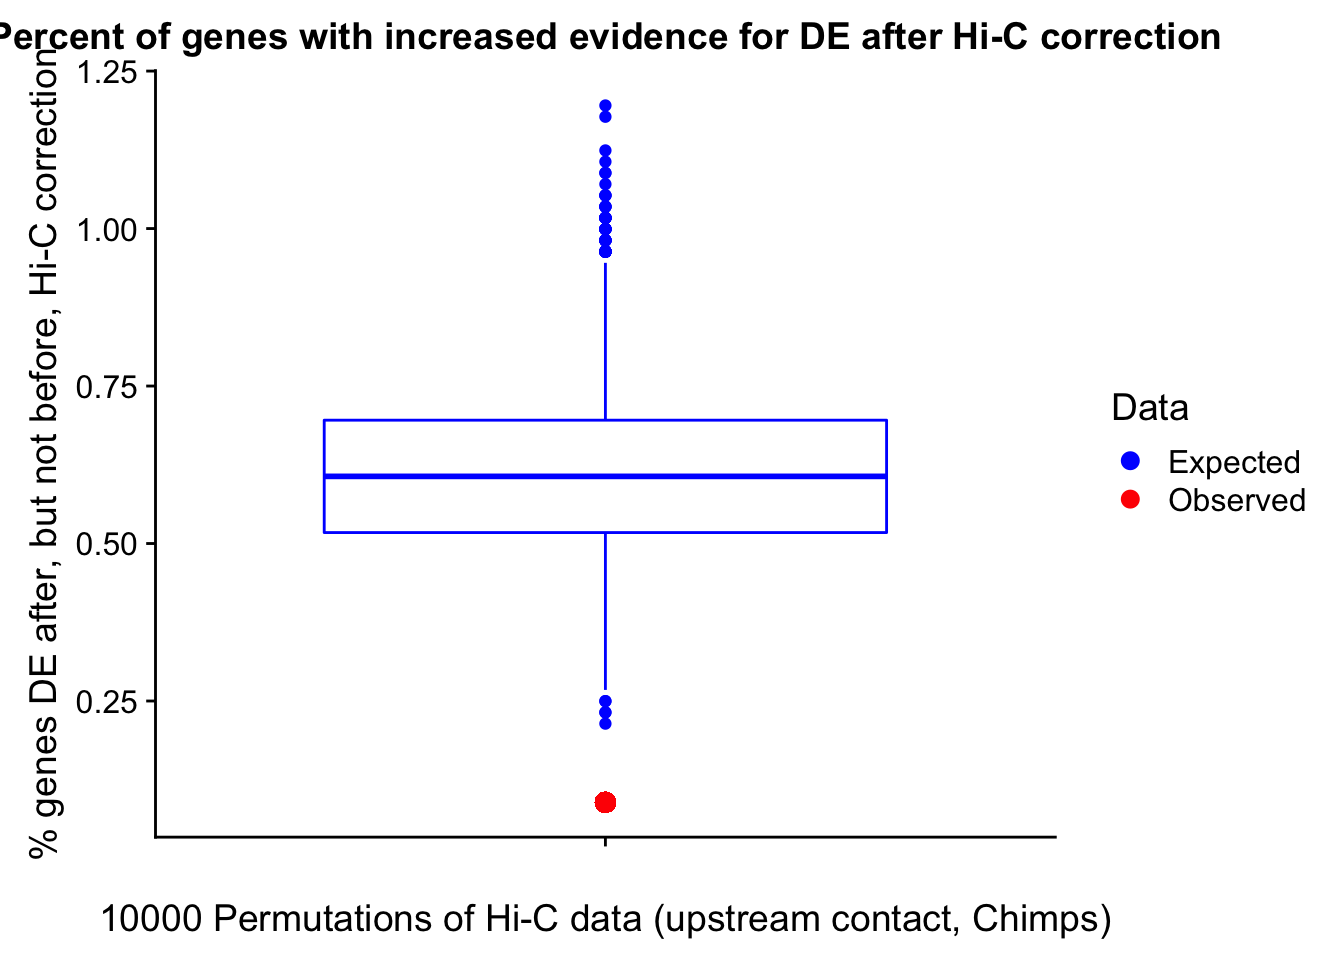 Percent of genes with increased evidence for DE after Hi-C correction
% genes DE after, but not before, Hi-C correction
1.25
1.00
0.75
0.50
0.25
10000 Permutations of Hi-C data (upstream contact, Chimps)
Data
Expected
Observed